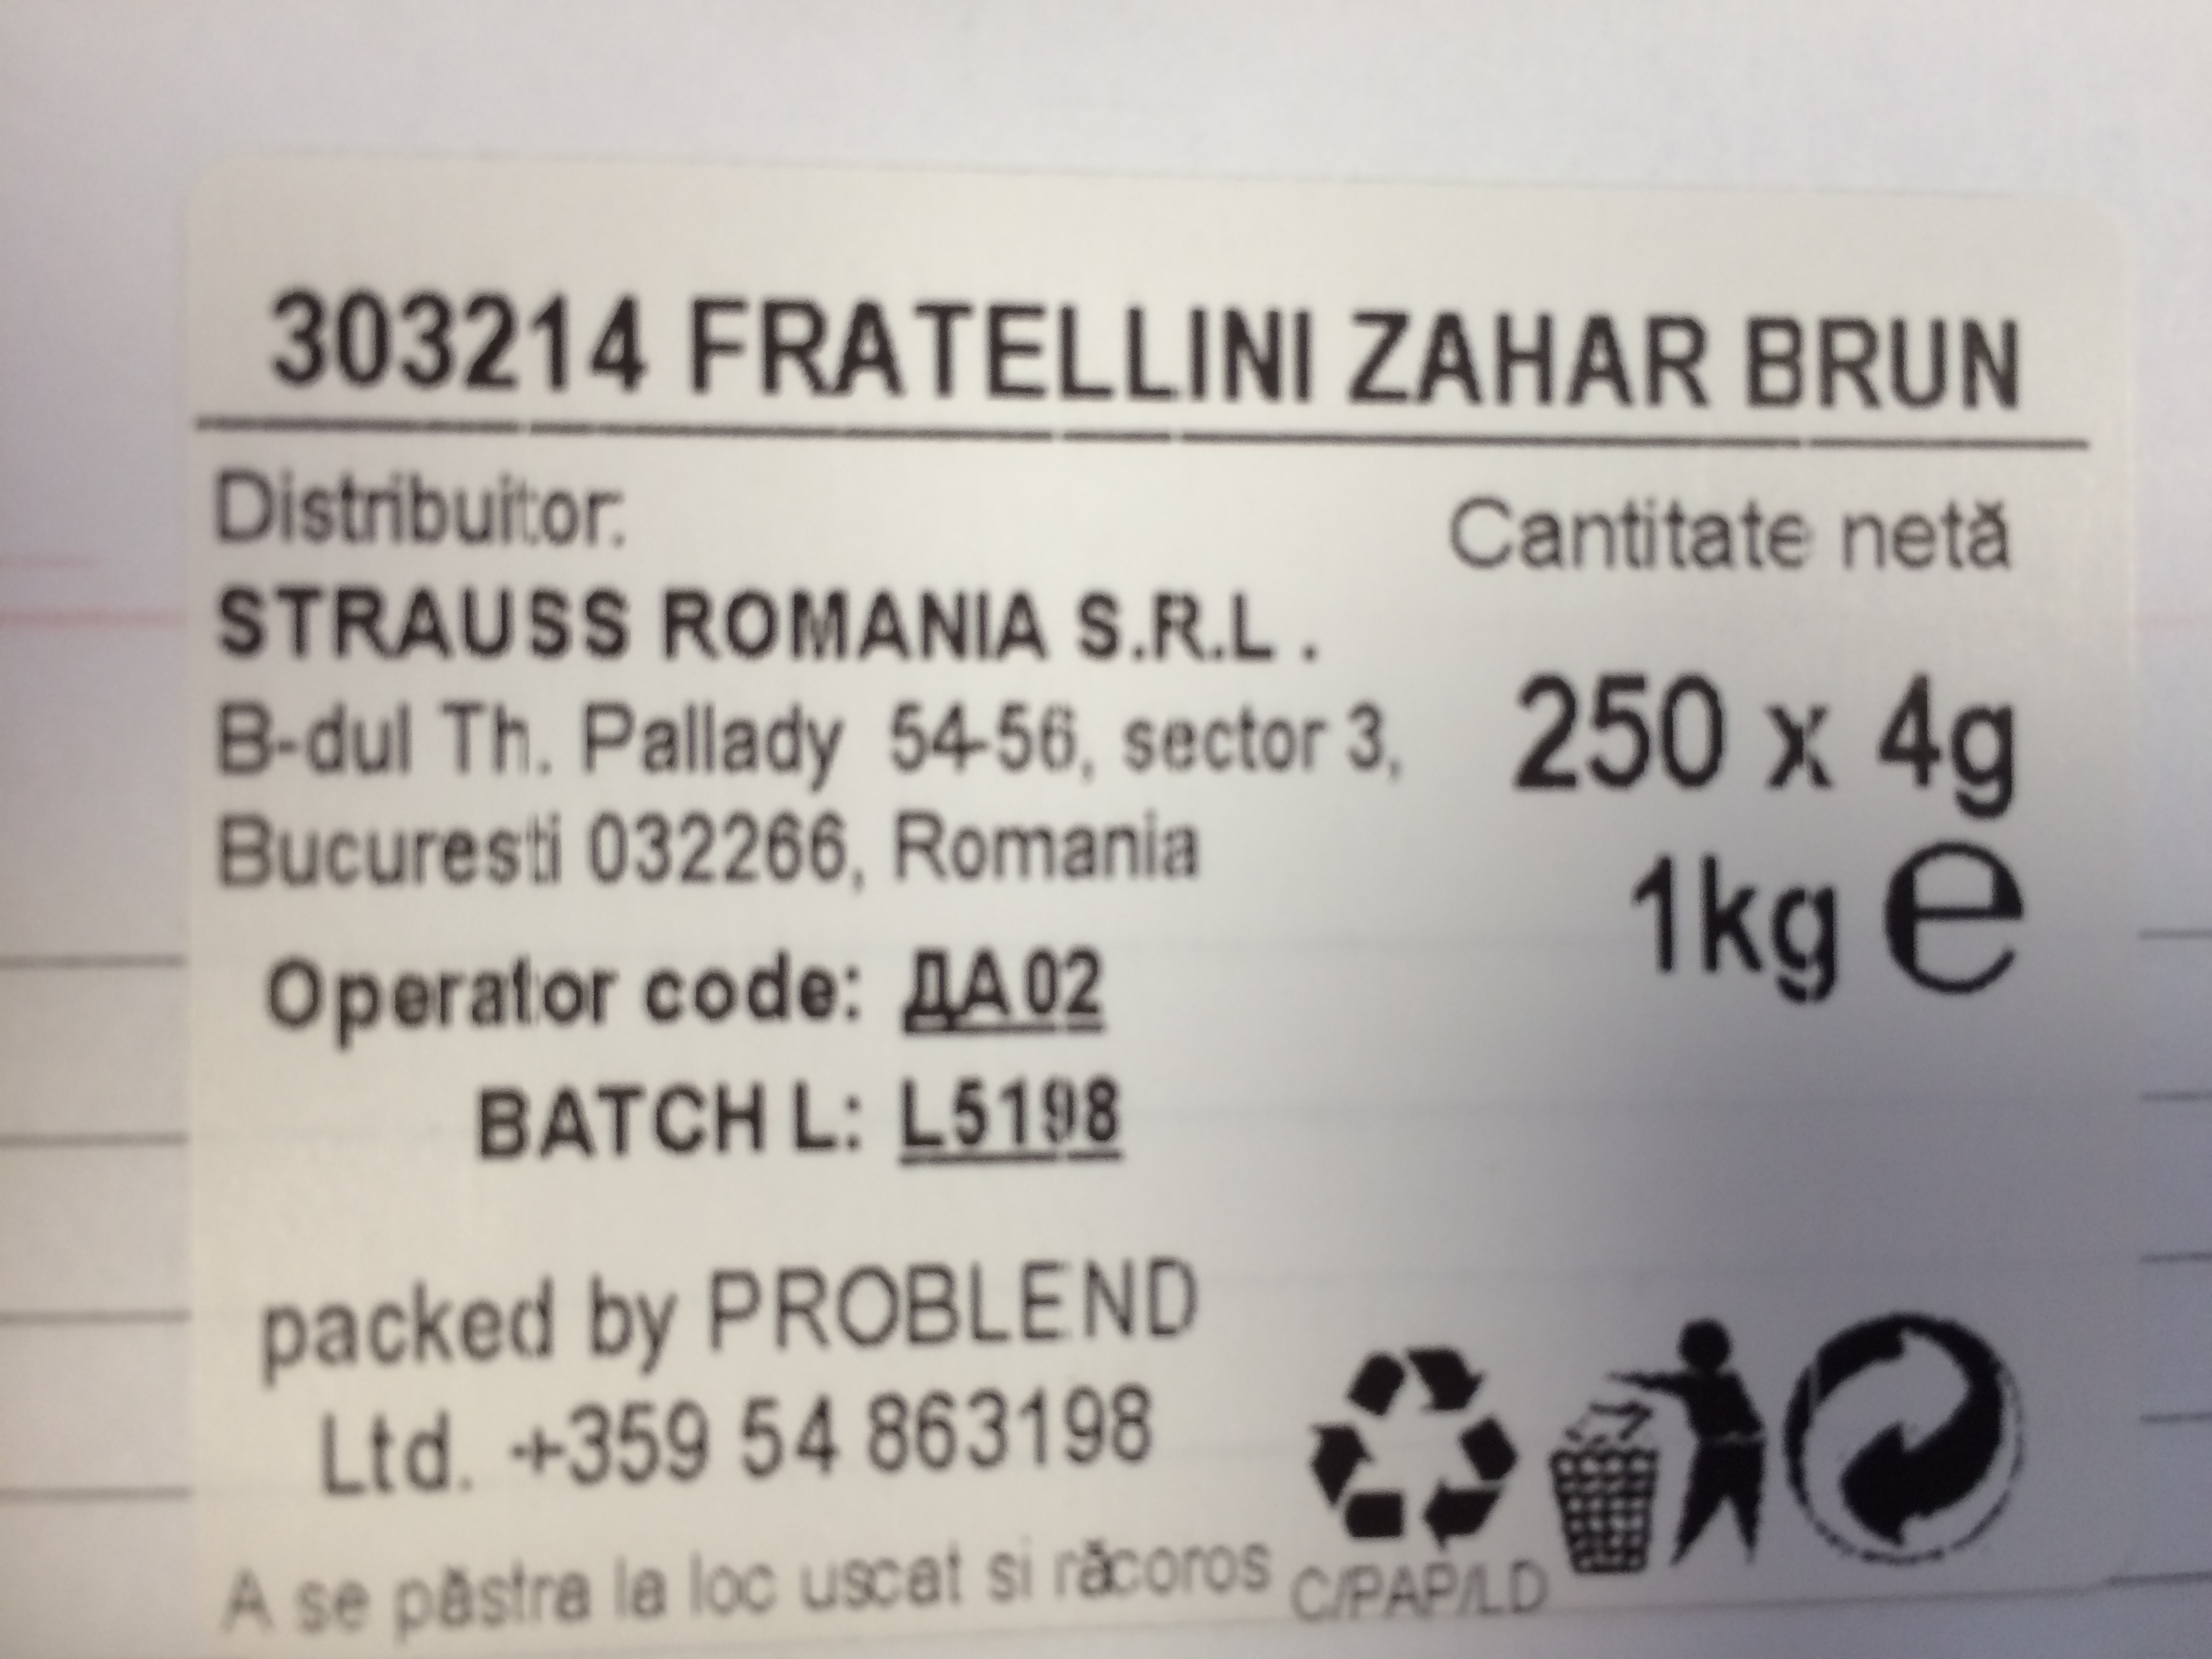 303214 FRATELLINI ZAHAR BRUN
Distribuitor:
Cantitate netă
STRAUSS ROMANIA S.R.L .
B-dul Th. Pallady 54-56, sector 3,
250 x 4g
Bucuresti 032266, Romania
1kg ℮
Operator code: ДА02
BATCH L: L5198
packed by PROBLEND
Ltd. +359 54 863198
A se păstra la loc uscat si răcoros
C/PAP/LD